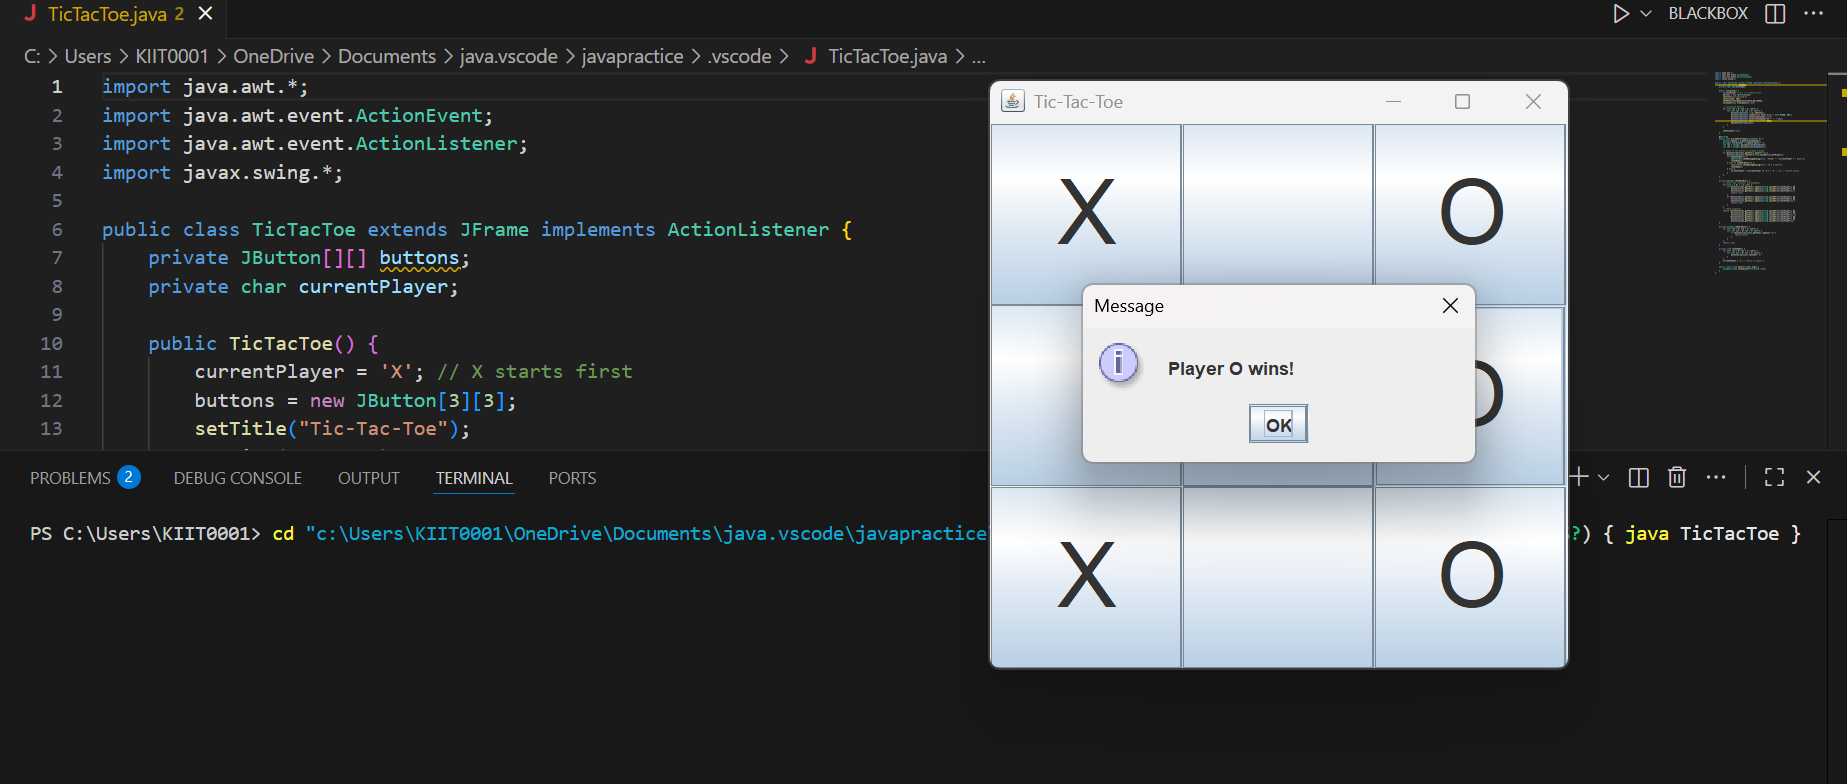 TicTacToe.java 2
BLACKBOX
C: > Users > KIIT0001 > OneDrive > Documents > java.vscode > javapractice > .vscode > J TicTacToe.java > ...
1 import java.awt.*;
2 import java.awt.event.ActionEvent;
3 import java.awt.event.ActionListener;
4 import javax.swing.*;
5
6 public class TicTacToe extends JFrame implements ActionListener {
7 private JButton[][] buttons;
8 private char currentPlayer;
9
10 public TicTacToe() {
11 currentPlayer = 'X'; // X starts first
12 buttons = new JButton[3][3];
13 setTitle("Tic-Tac-Toe");
Tic-Tac-Toe
X O
Message
Player O wins!
OK
O
X O
PROBLEMS 2 DEBUG CONSOLE OUTPUT TERMINAL PORTS
PS C:\Users\KIIT0001> cd "c:\Users\KIIT0001\OneDrive\Documents\java.vscode\javapractice ?) { java TicTacToe }